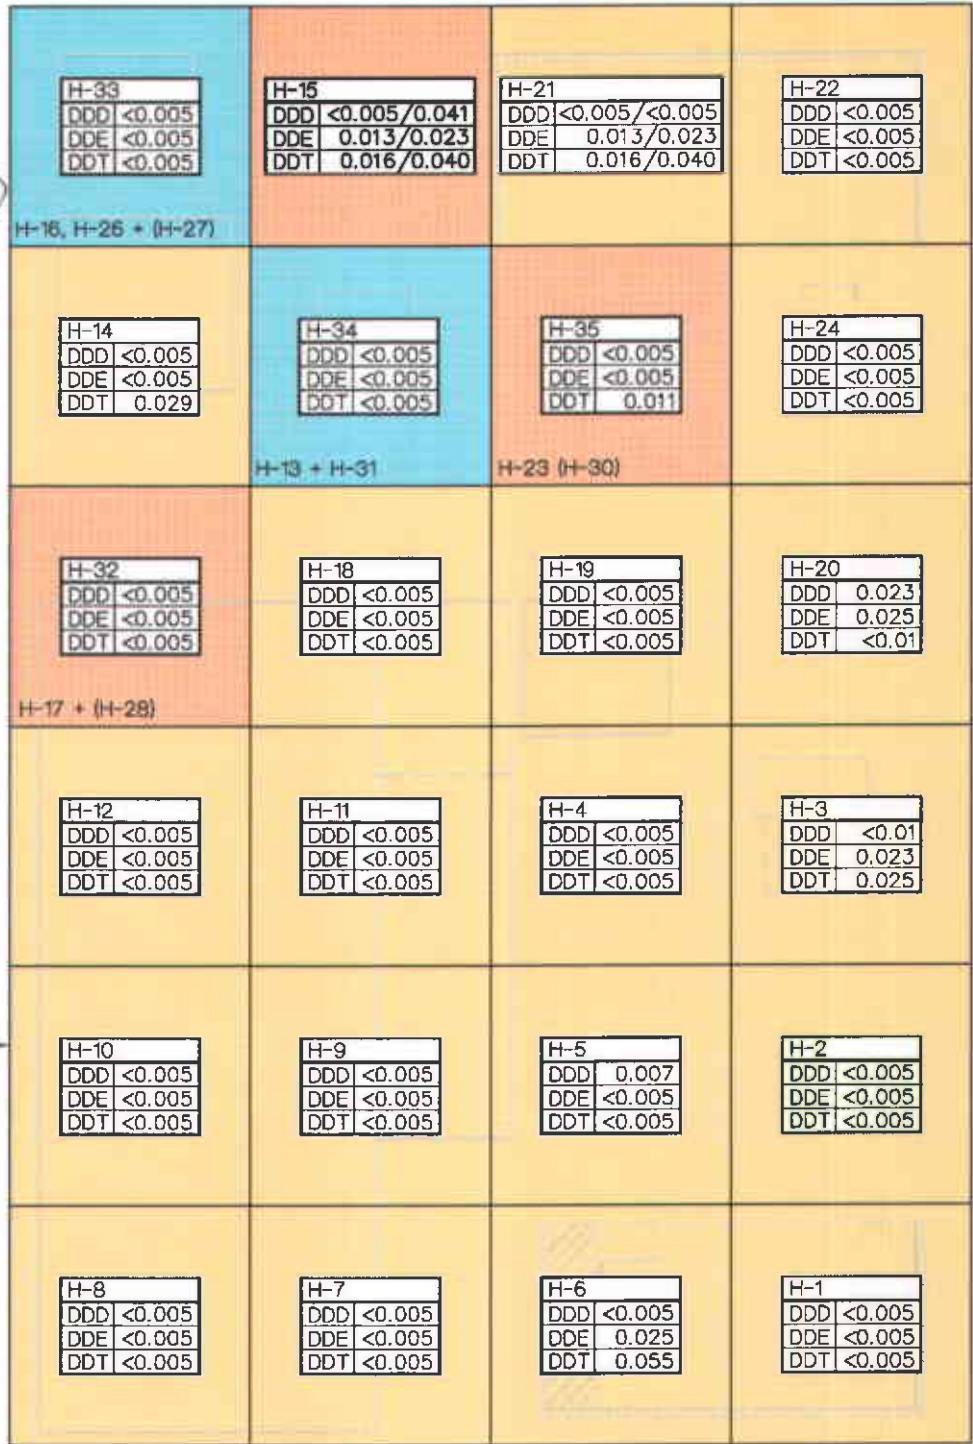 H-33
DDD <0.005
DDE <0.005
DDT <0.005
H-16, H-26 + (H-27)
H-15
DDD <0.005/0.041
DDE 0.013/0.023
DDT 0.016/0.040
H-21
DDD <0.005/<0.005
DDE 0.013/0.023
DDT 0.016/0.040
H-22
DDD <0.005
DDE <0.005
DDT <0.005
H-14
DDD <0.005
DDE <0.005
DDT 0.029
H-34
DDD <0.005
DDE <0.005
DDT <0.005
H-13 + H-31
H-35
DDD <0.005
DDE <0.005
DDT 0.011
H-23 (H-30)
H-24
DDD <0.005
DDE <0.005
DDT <0.005
H-32
DDD <0.005
DDE <0.005
DDT <0.005
H-17 + (H-28)
H-18
DDD <0.005
DDE <0.005
DDT <0.005
H-19
DDD <0.005
DDE <0.005
DDT <0.005
H-20
DDD 0.023
DDE 0.025
DDT <0.01
H-12
DDD <0.005
DDE <0.005
DDT <0.005
H-11
DDD <0.005
DDE <0.005
DDT <0.005
H-4
DDD <0.005
DDE <0.005
DDT <0.005
H-3
DDD <0.01
DDE 0.023
DDT 0.025
H-10
DDD <0.005
DDE <0.005
DDT <0.005
H-9
DDD <0.005
DDE <0.005
DDT <0.005
H-5
DDD 0.007
DDE <0.005
DDT <0.005
H-2
DDD <0.005
DDE <0.005
DDT <0.005
H-8
DDD <0.005
DDE <0.005
DDT <0.005
H-7
DDD <0.005
DDE <0.005
DDT <0.005
H-6
DDD <0.005
DDE 0.025
DDT 0.055
H-1
DDD <0.005
DDE <0.005
DDT <0.005